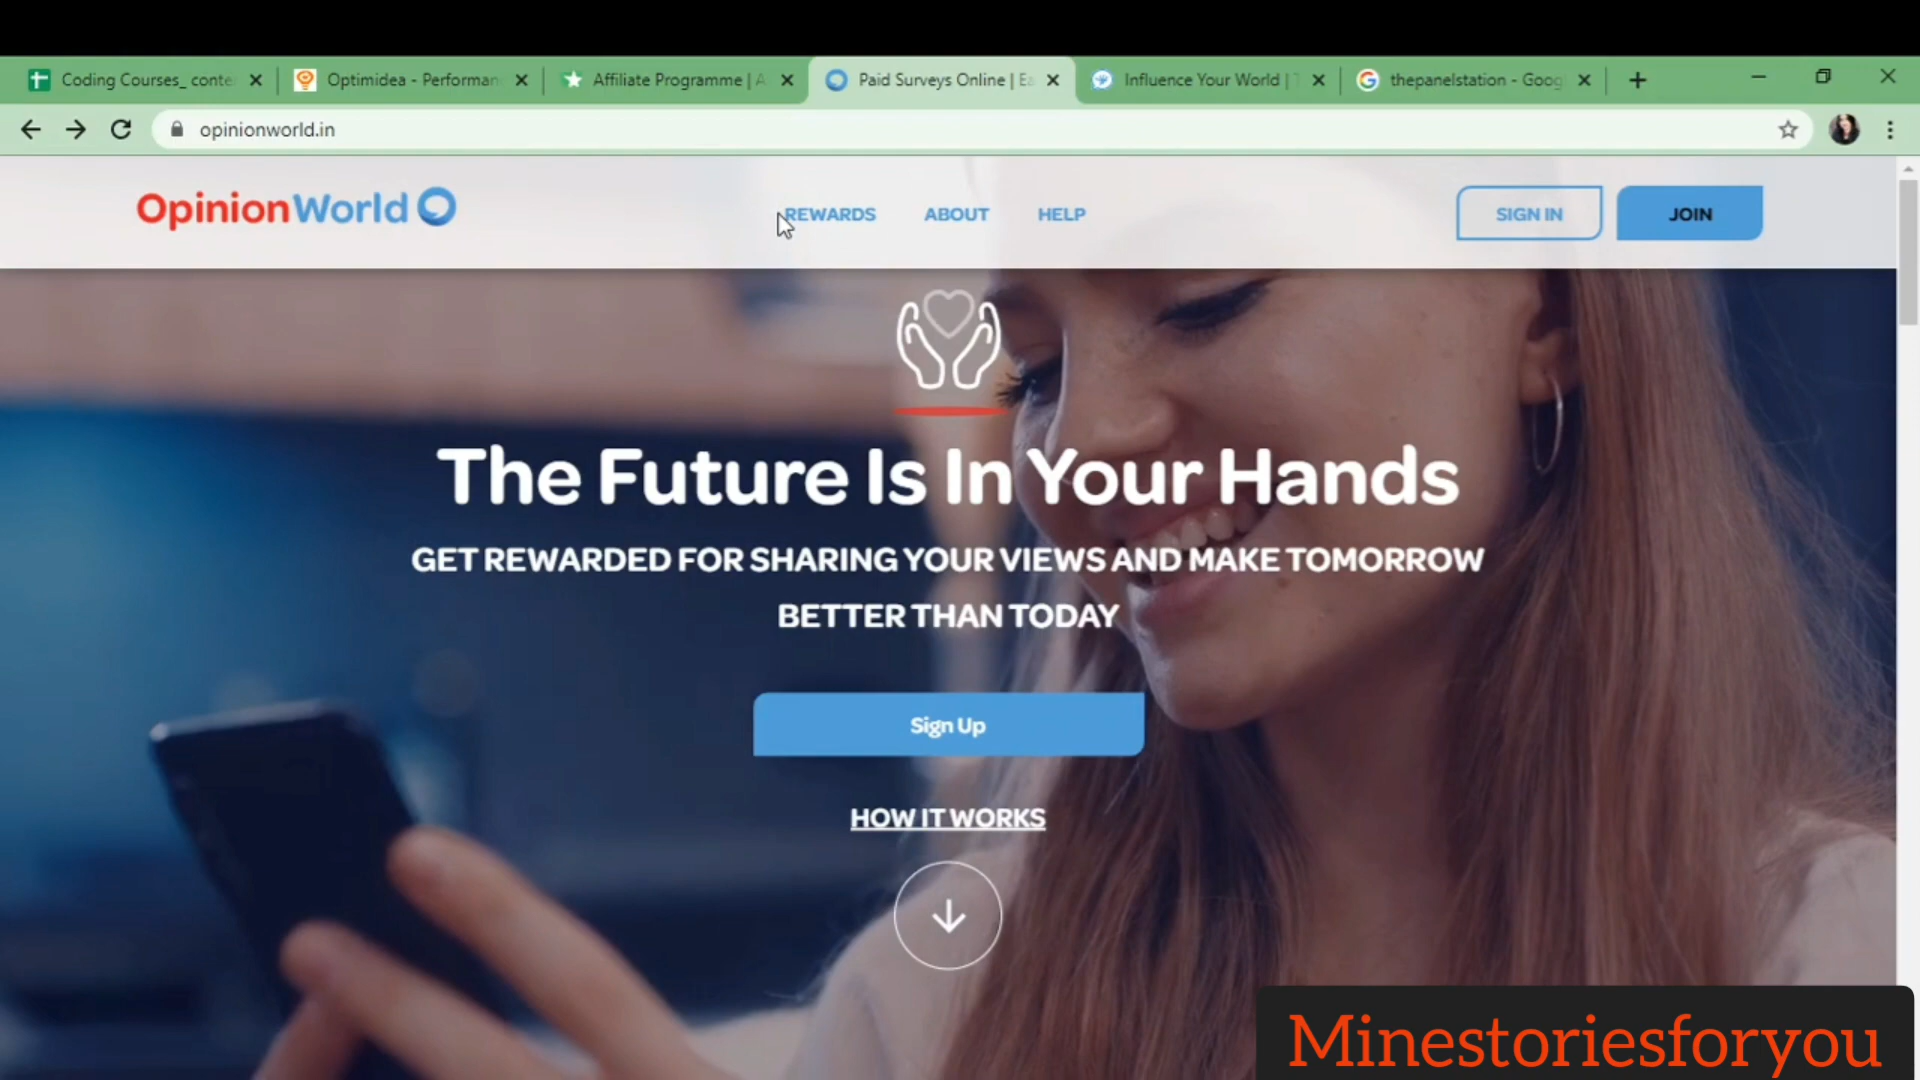 Coding Courses_ conte
Optimidea - Performan
Affiliate Programme | A
Paid Surveys Online | Ea
Influence Your World | T
thepanelstation - Goog
opinionworld.in
OpinionWorld
REWARDS
ABOUT
HELP
SIGN IN
JOIN
The Future Is In Your Hands
GET REWARDED FOR SHARING YOUR VIEWS AND MAKE TOMORROW
BETTER THAN TODAY
Sign Up
HOW IT WORKS
Minestoriesforyou